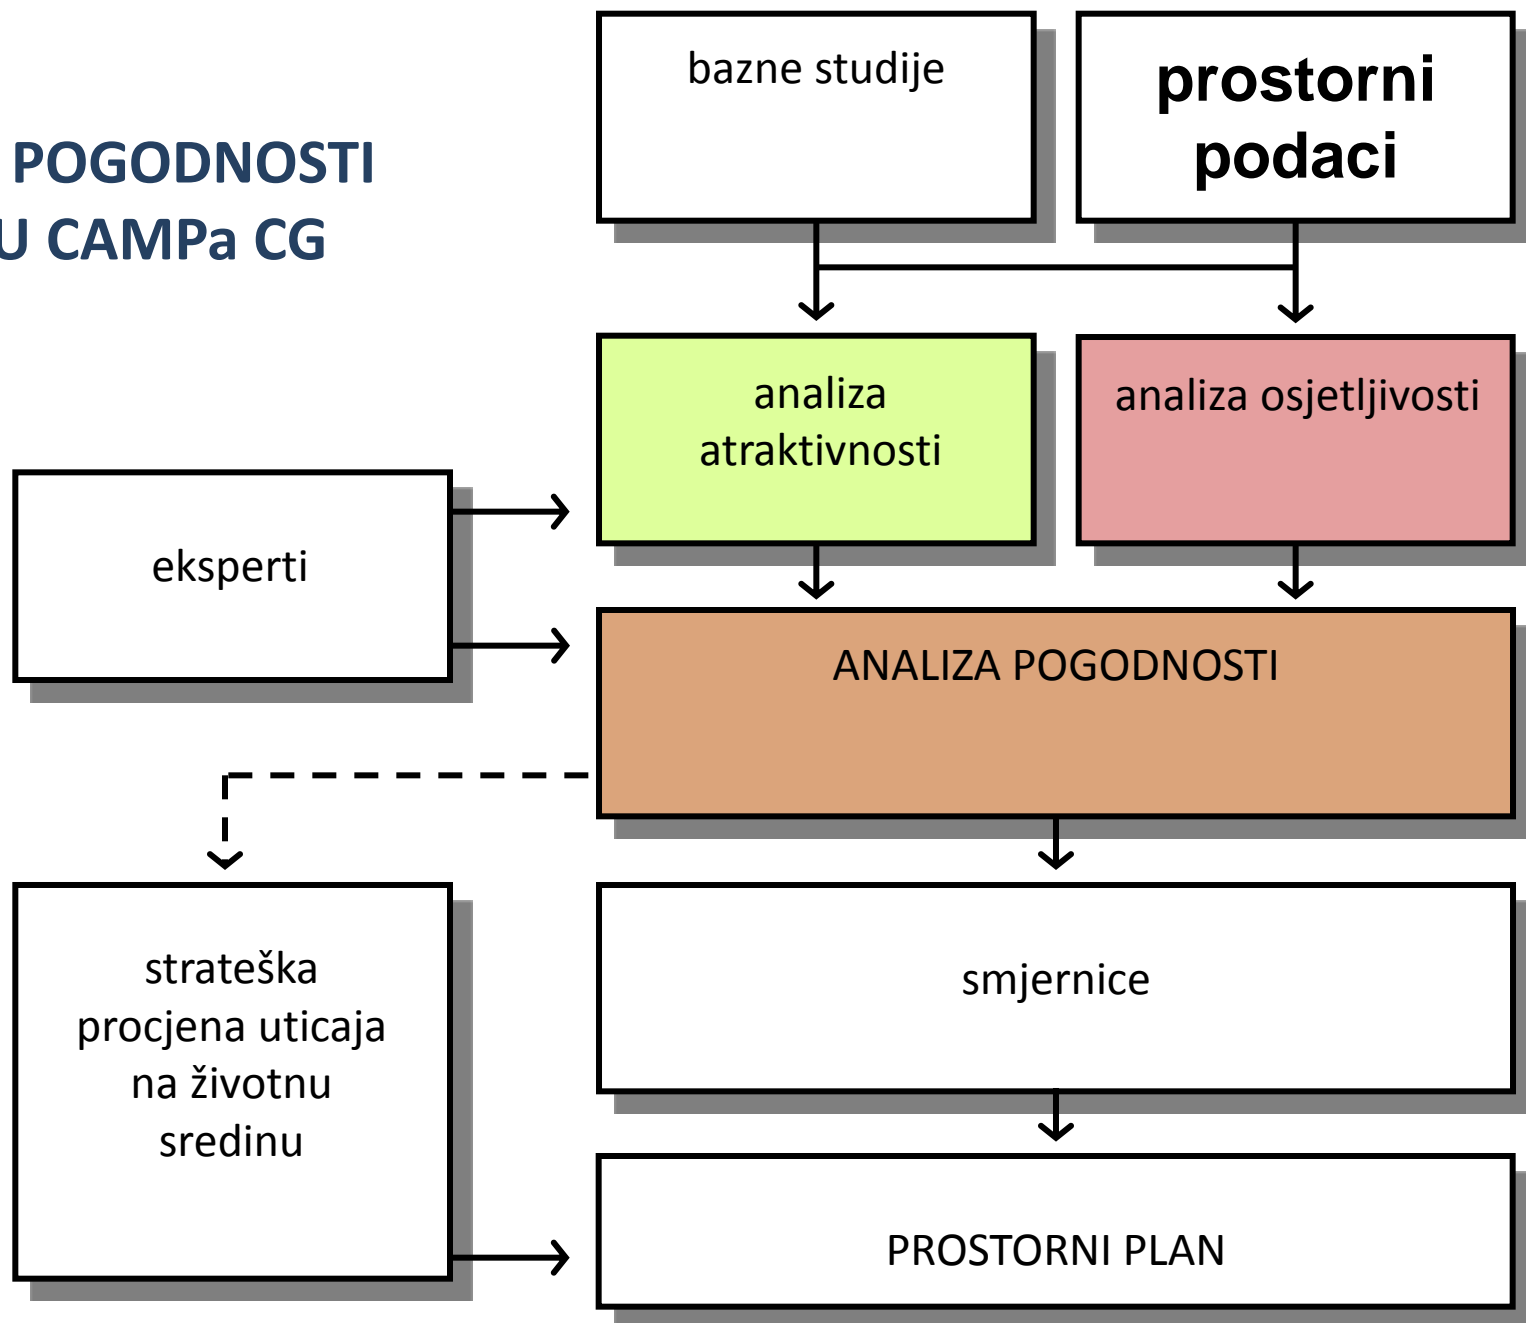 POGODNOSTI
U CAMPa CG
bazne studije
prostorni
podaci
analiza
atraktivnosti
analiza osjetljivosti
eksperti
ANALIZA POGODNOSTI
strateška
procjena uticaja
na životnu
sredinu
smjernice
PROSTORNI PLAN